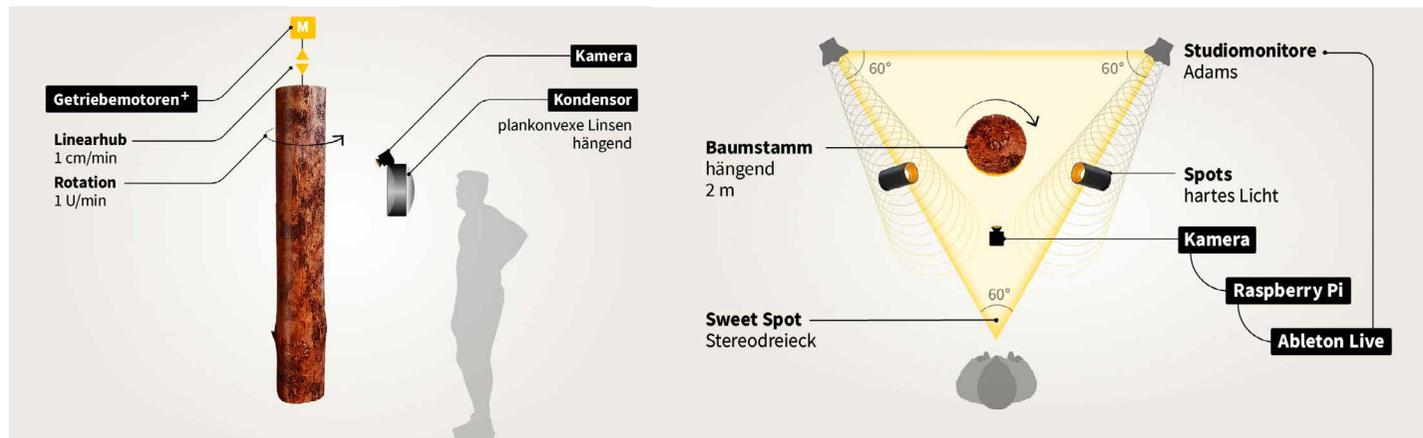 M
Kamera
Getriebemotoren+
Kondensor
plankonvexe Linsen
hängend
Linearhub
1 cm/min
Rotation
1 U/min
60°
60°
Studiomonitore
Adams
Baumstamm
hängend
2 m
Spots
hartes Licht
Kamera
Raspberry Pi
60°
Sweet Spot
Stereodreieck
Ableton Live